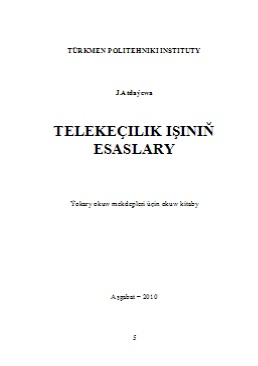 TÜRKMEN POLITEHNIKI INSTITUTY
J.Atdaýewa
TELEKEÇILIK IŞINIŇ
ESASLARY
Ýokary okuw mekdepleri üçin okuw kitaby
Aşgabat – 2010
5